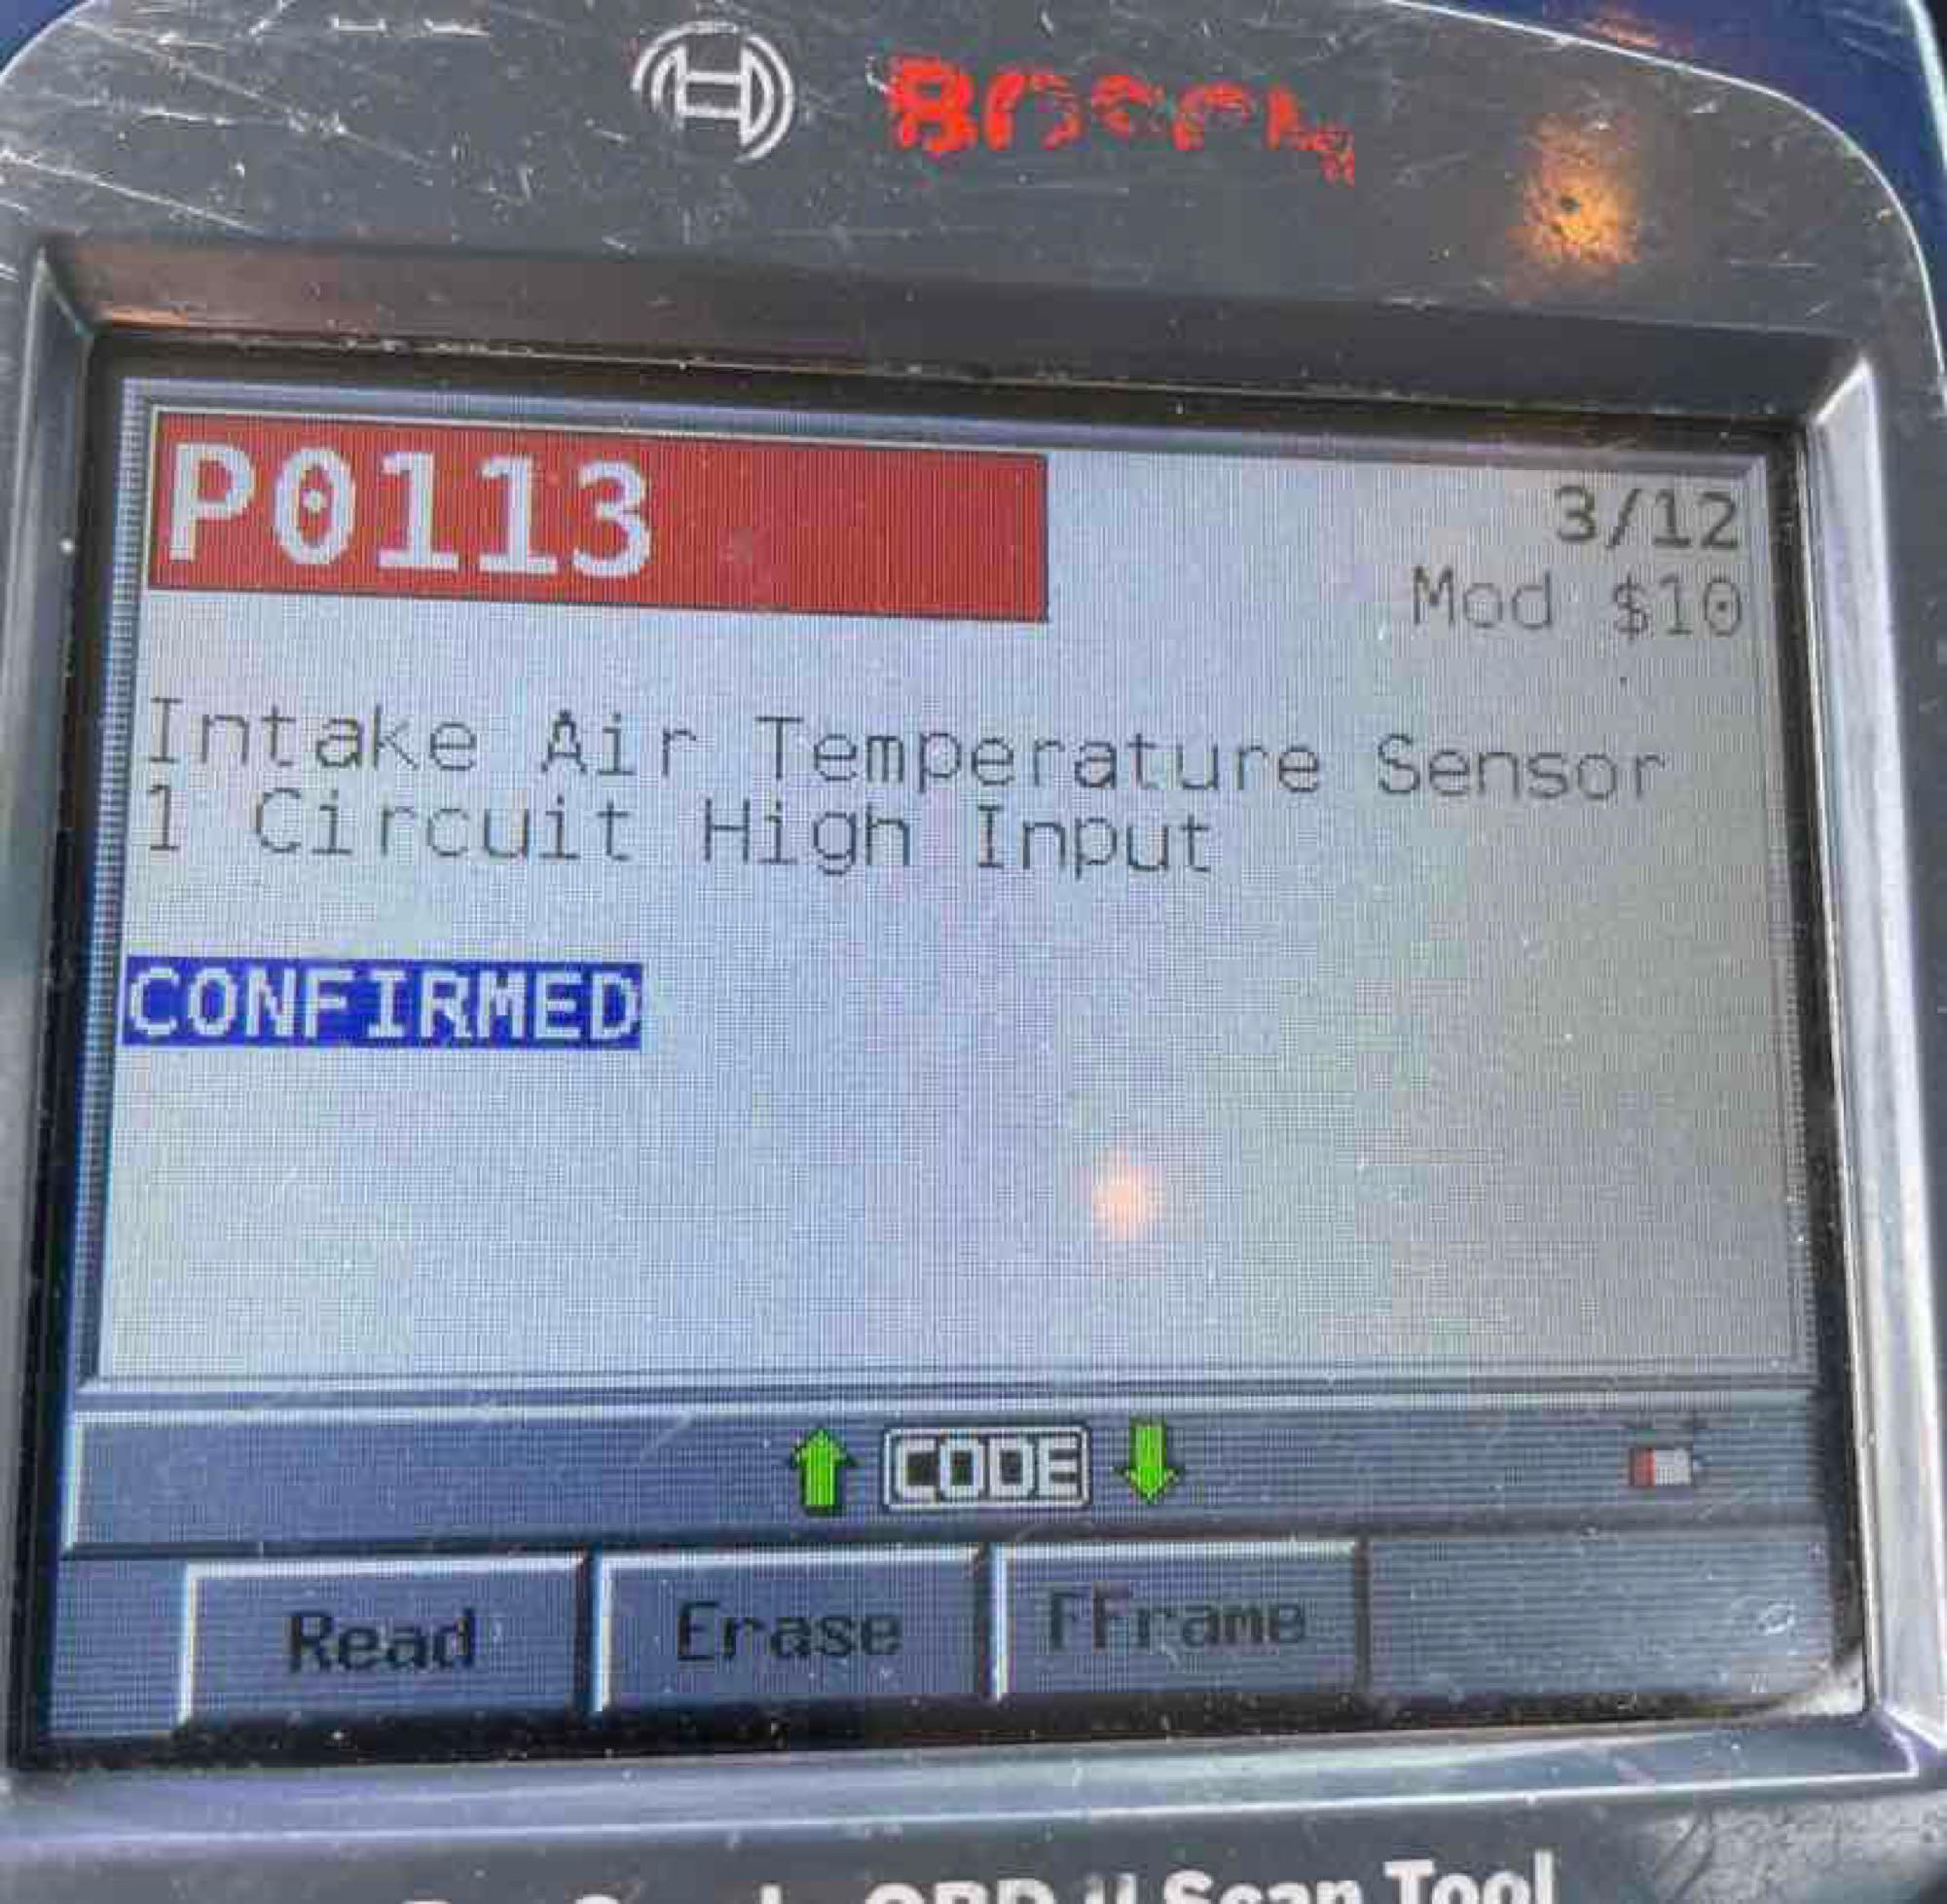 BOSCH
P0113
3/12
Mod $10
Intake Air Temperature Sensor
1 Circuit High Input
CONFIRMED
CODE
Read
Erase
FFrame
OBD II Scan Tool